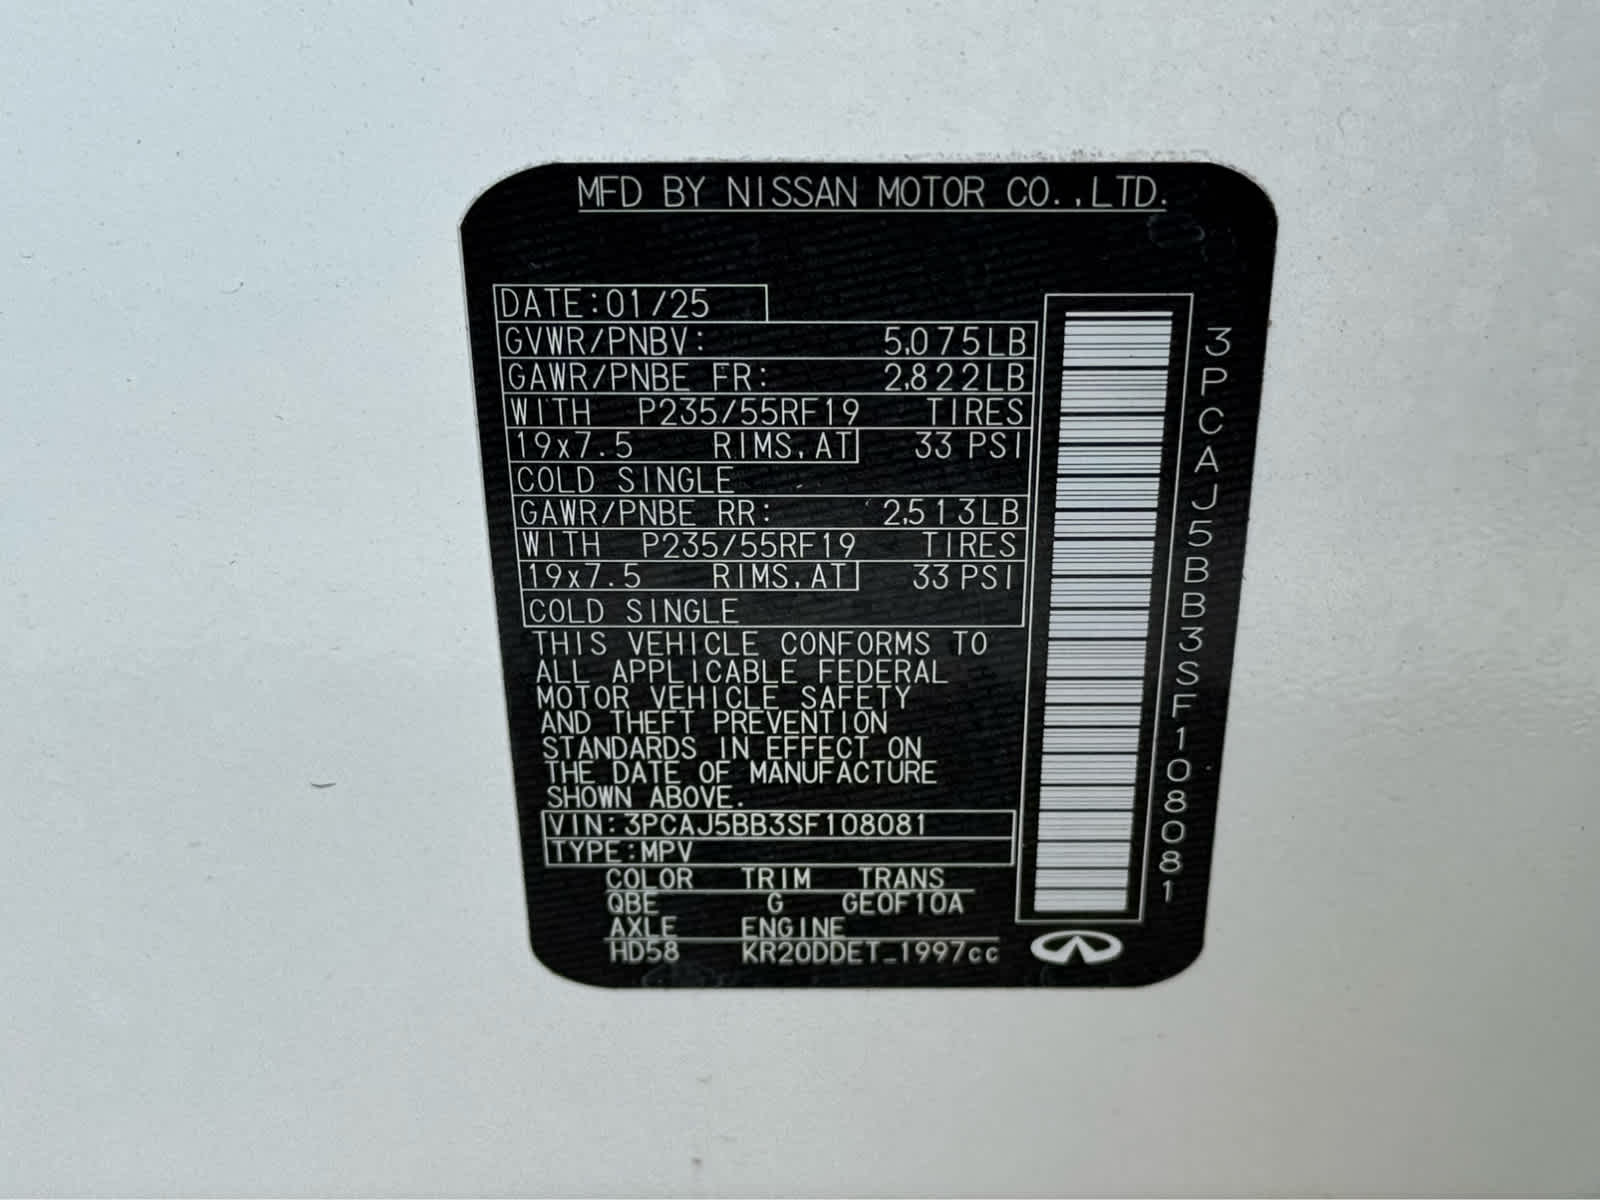 MFD BY NISSAN MOTOR CO.,LTD.
DATE:01/25
GVWR/PNBV: 5,075LB
GAWR/PNBE FR: 2,822LB
WITH P235/55RF19 TIRES
19x7.5 RIMS,AT 33 PSI
COLD SINGLE
GAWR/PNBE RR: 2,513LB
WITH P235/55RF19 TIRES
19x7.5 RIMS,AT 33 PSI
COLD SINGLE
THIS VEHICLE CONFORMS TO
ALL APPLICABLE FEDERAL
MOTOR VEHICLE SAFETY
AND THEFT PREVENTION
STANDARDS IN EFFECT ON
THE DATE OF MANUFACTURE
SHOWN ABOVE.
VIN:3PCAJ5BB3SF108081
TYPE:MPV
COLOR TRIM TRANS
QBE G GE0F10A
AXLE ENGINE
HD58 KR20DDET_1997cc
3PCAJ5BB3SF108081